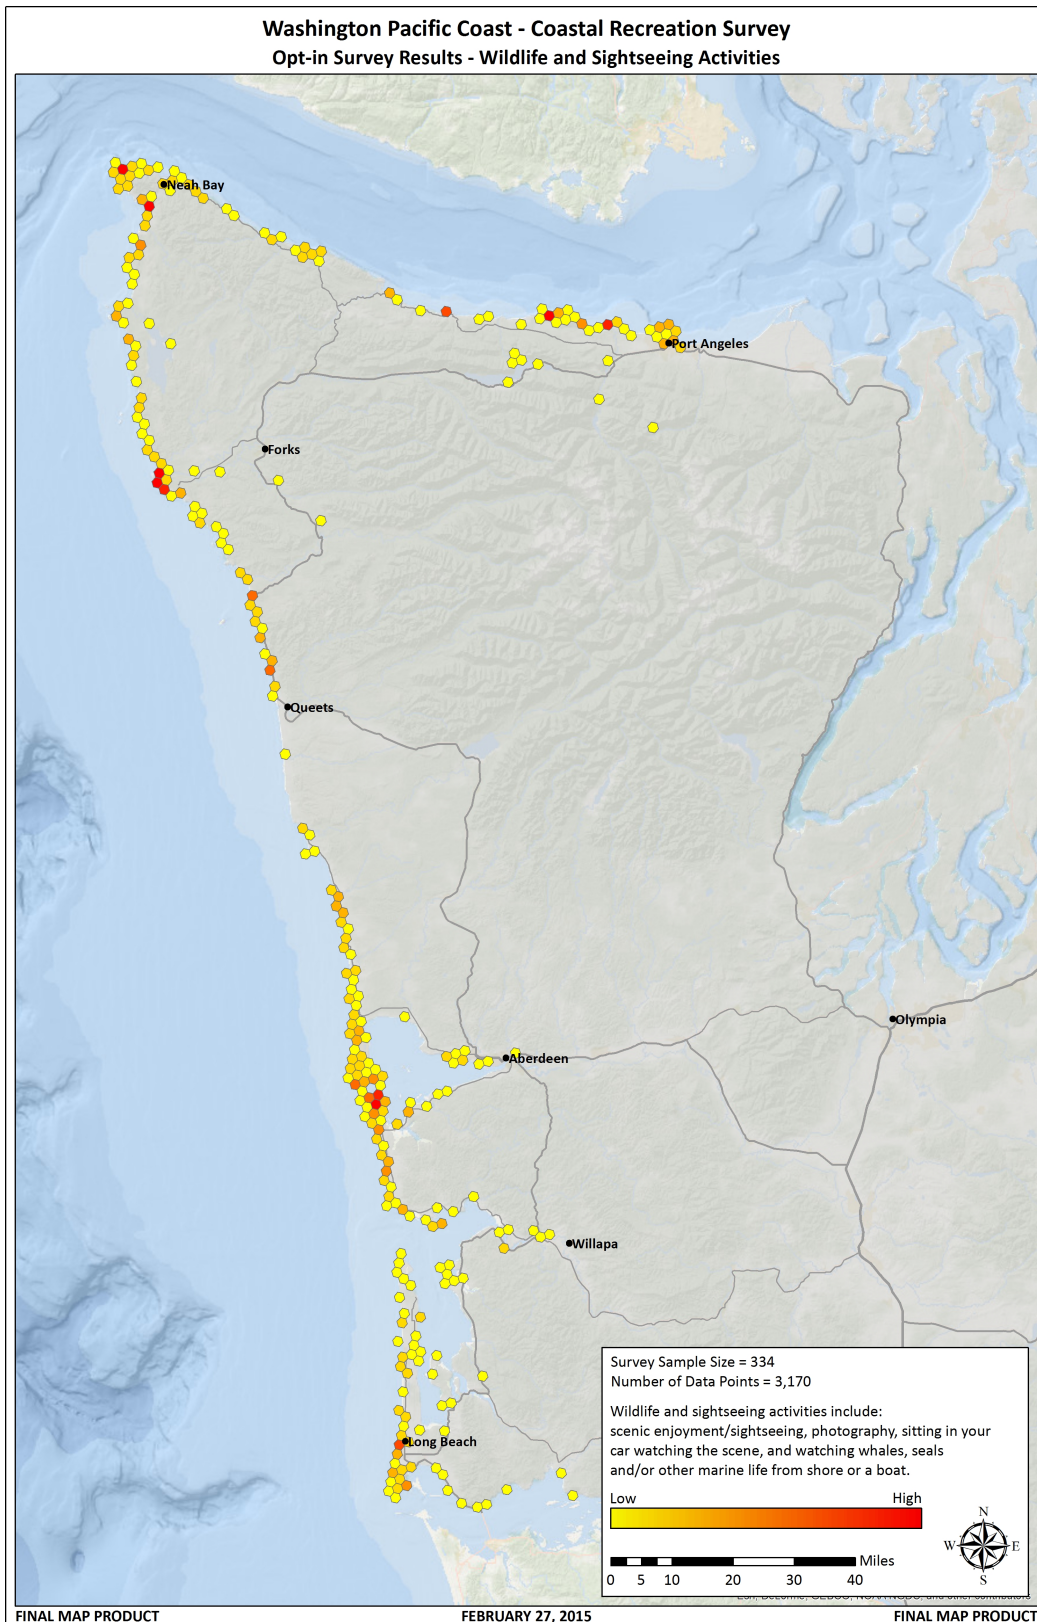 Washington Pacific Coast - Coastal Recreation Survey
Opt-in Survey Results - Wildlife and Sightseeing Activities
Neah Bay
Port Angeles
Forks
Queets
Olympia
Aberdeen
Willapa
Long Beach
Survey Sample Size = 334
Number of Data Points = 3,170
Wildlife and sightseeing activities include:
scenic enjoyment/sightseeing, photography, sitting in your
car watching the scene, and watching whales, seals
and/or other marine life from shore or a boat.
Low High
N
W E
S
Miles
0 5 10 20 30 40
FINAL MAP PRODUCT FEBRUARY 27, 2015 FINAL MAP PRODUCT